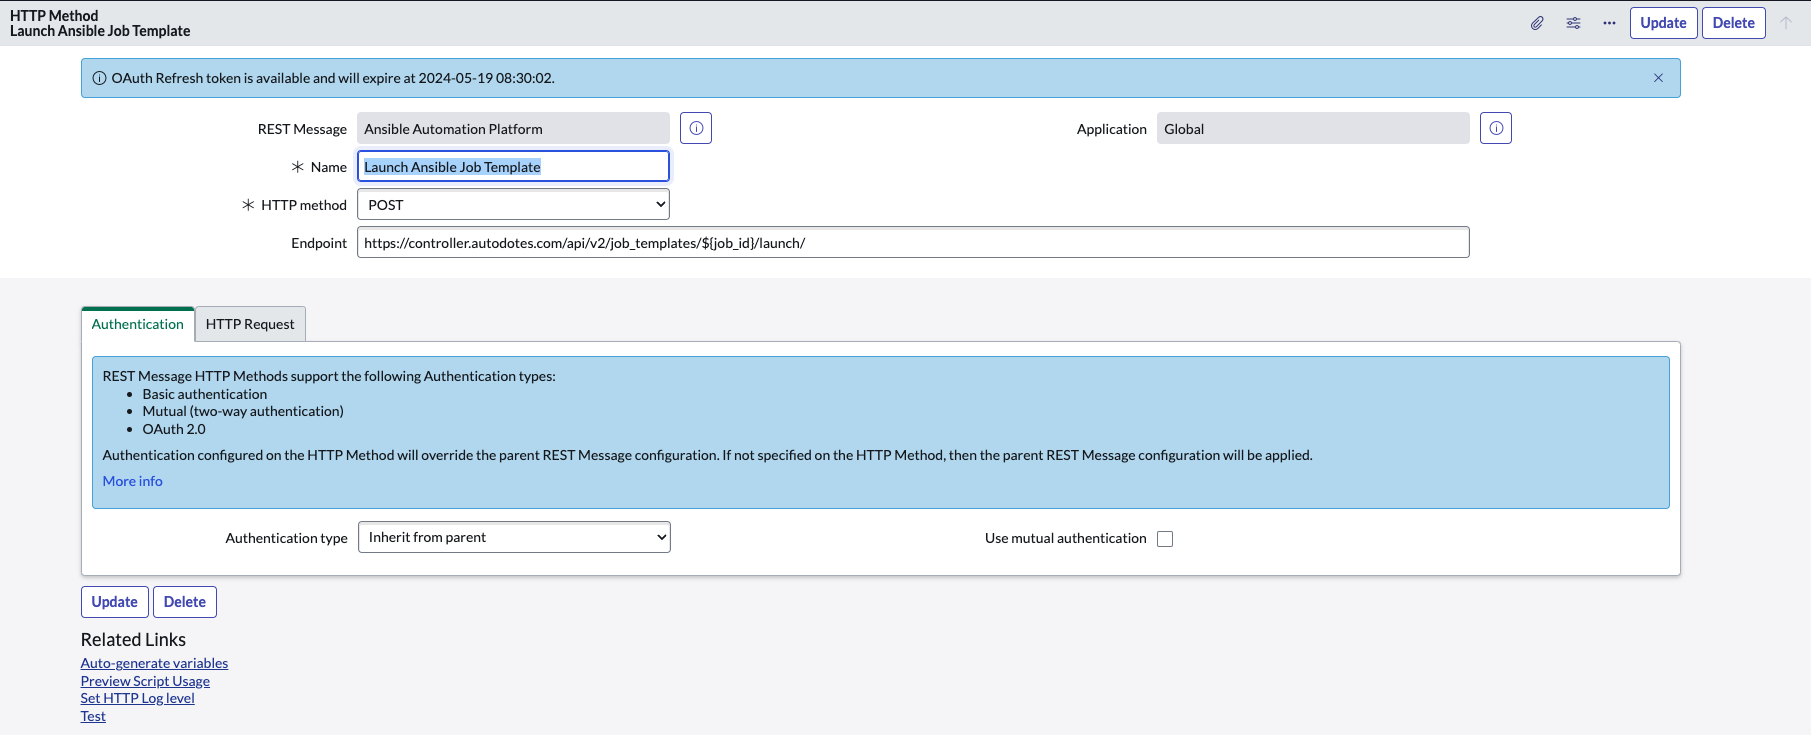 HTTP Method
Launch Ansible Job Template
Update
Delete
OAuth Refresh token is available and will expire at 2024-05-19 08:30:02.
REST Message
Ansible Automation Platform
Application
Global
Name
Launch Ansible Job Template
HTTP method
POST
Endpoint
https://controller.autodotes.com/api/v2/job_templates/${job_id}/launch/
Authentication
HTTP Request
REST Message HTTP Methods support the following Authentication types:
• Basic authentication
• Mutual (two-way authentication)
• OAuth 2.0
Authentication configured on the HTTP Method will override the parent REST Message configuration. If not specified on the HTTP Method, then the parent REST Message configuration will be applied.
More info
Authentication type
Inherit from parent
Use mutual authentication
Update
Delete
Related Links
Auto-generate variables
Preview Script Usage
Set HTTP Log level
Test